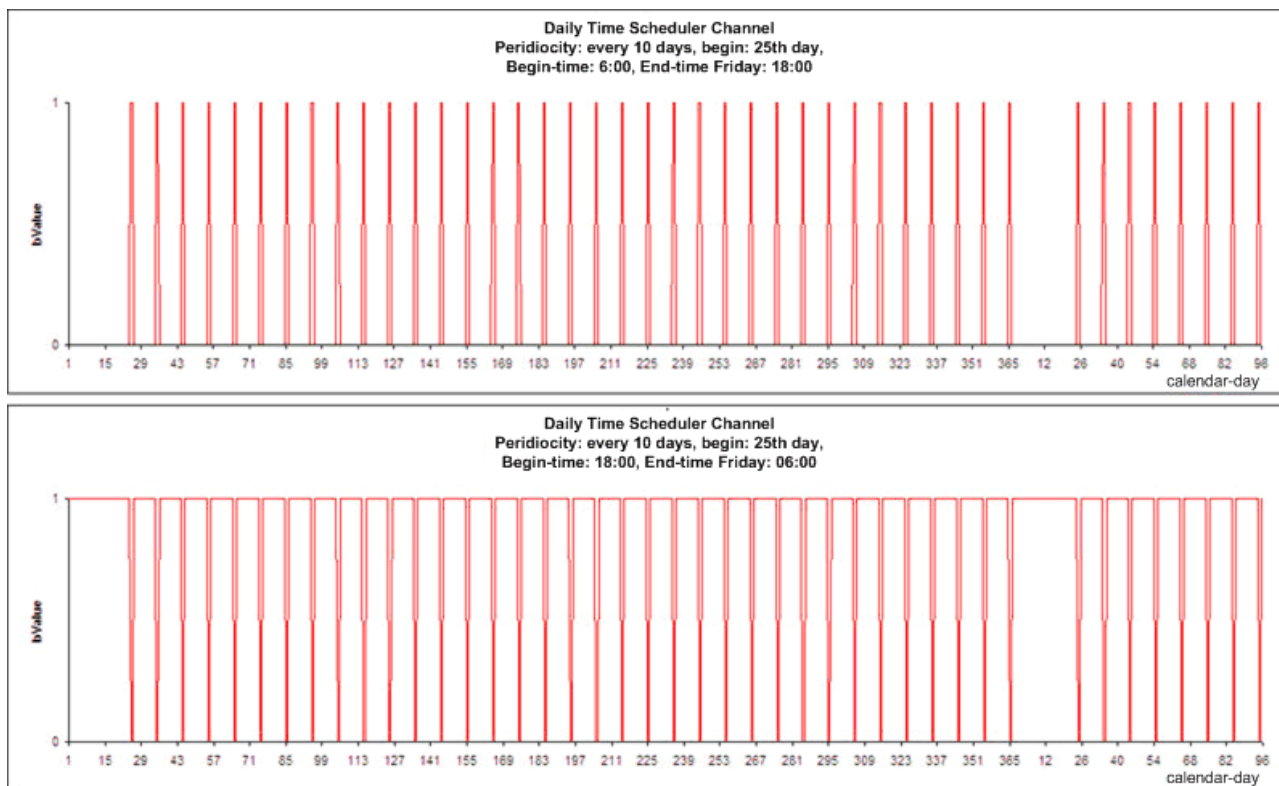 Daily Time Scheduler Channel
Peridiocity: every 10 days, begin: 25th day,
Begin-time: 6:00, End-time Friday: 18:00
1
bValue
0
1 15 29 43 57 71 85 99 113 127 141 155 169 183 197 211 225 239 253 267 281 295 309 323 337 351 365 12 26 40 54 68 82 96
calendar-day
Daily Time Scheduler Channel
Peridiocity: every 10 days, begin: 25th day,
Begin-time: 18:00, End-time Friday: 06:00
1
bValue
0
1 15 29 43 57 71 85 99 113 127 141 155 169 183 197 211 225 239 253 267 281 295 309 323 337 351 365 12 26 40 54 68 82 96
calendar-day